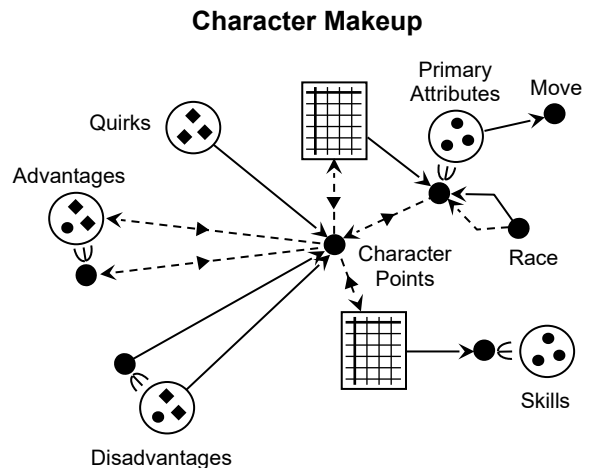 Character Makeup
Primary
Attributes
Move
Quirks
Advantages
Character
Points
Race
Skills
Disadvantages